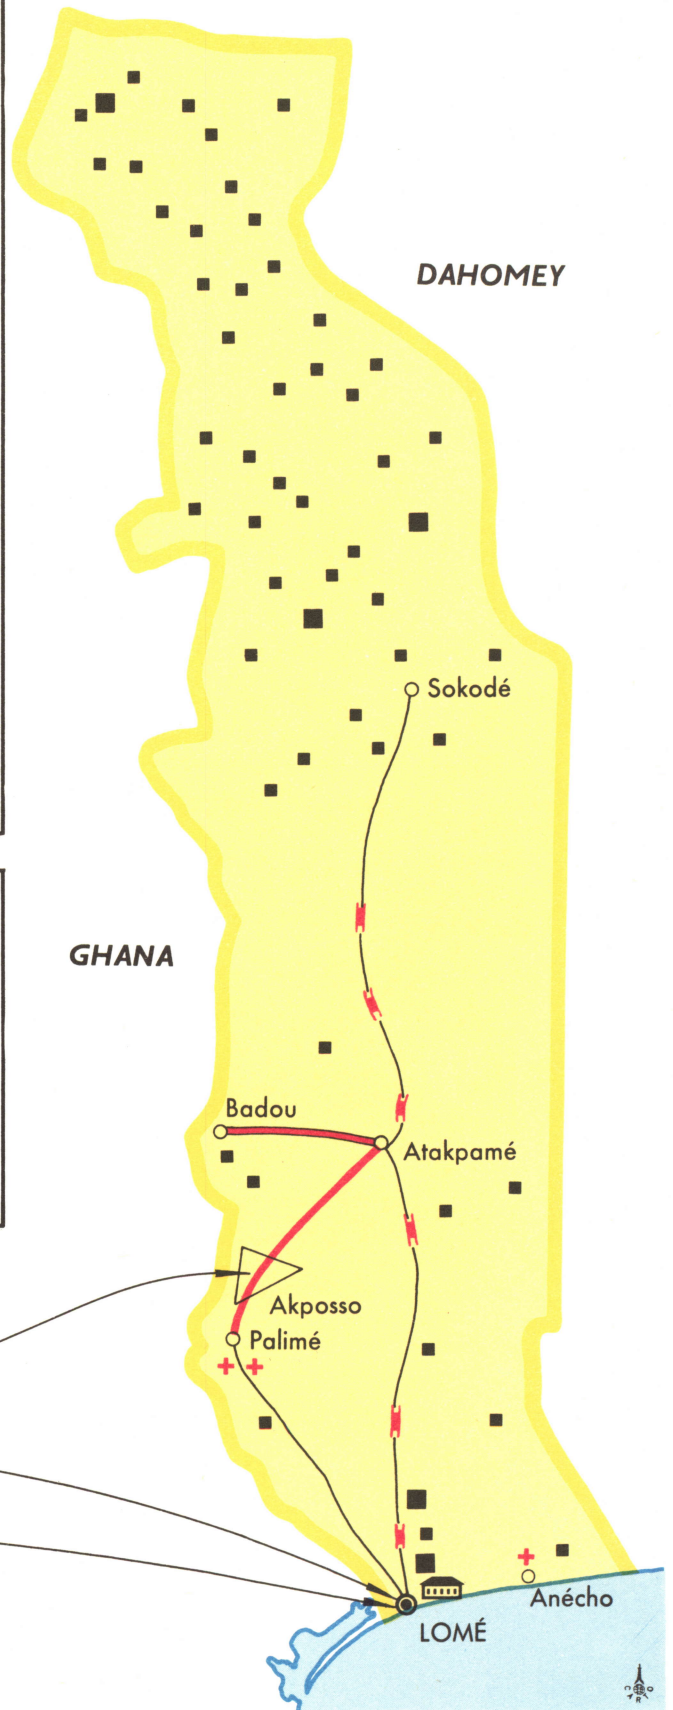 DAHOMEY
Sokodé
GHANA
Badou
Atakpamé
Akposso
Palimé
Anécho
LOMÉ